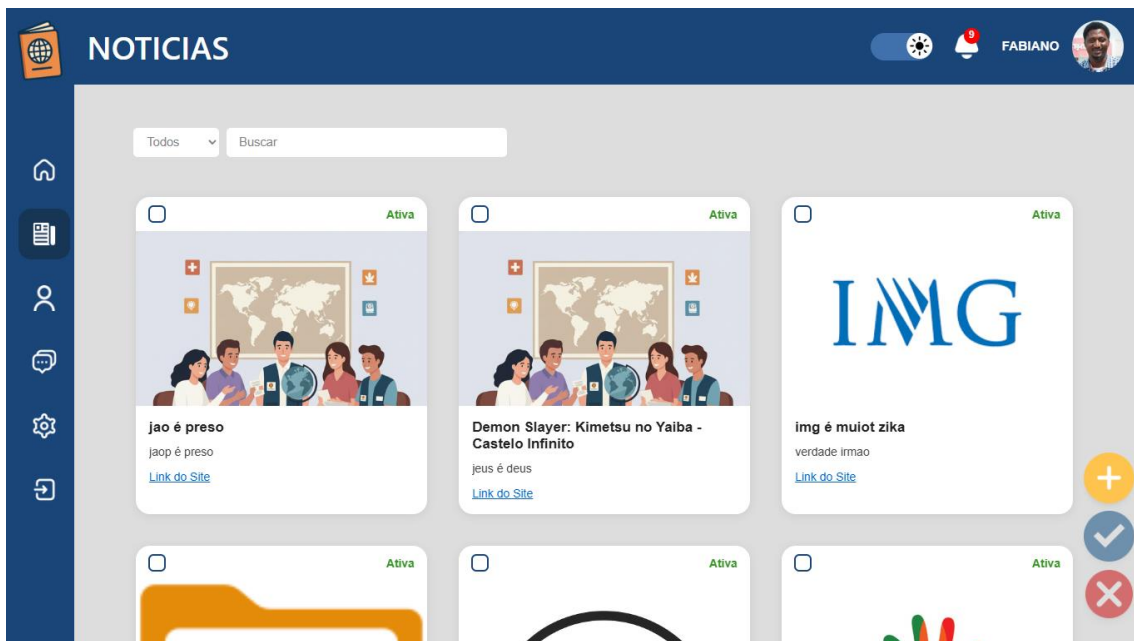 NOTICIAS
9
FABIANO
Todos
Buscar
Ativa
Ativa
Ativa
IMG
jao é preso
jaop é preso
Link do Site
Demon Slayer: Kimetsu no Yaiba -
Castelo Infinito
jeus é deus
Link do Site
img é muiot zika
verdade irmao
Link do Site
Ativa
Ativa
Ativa